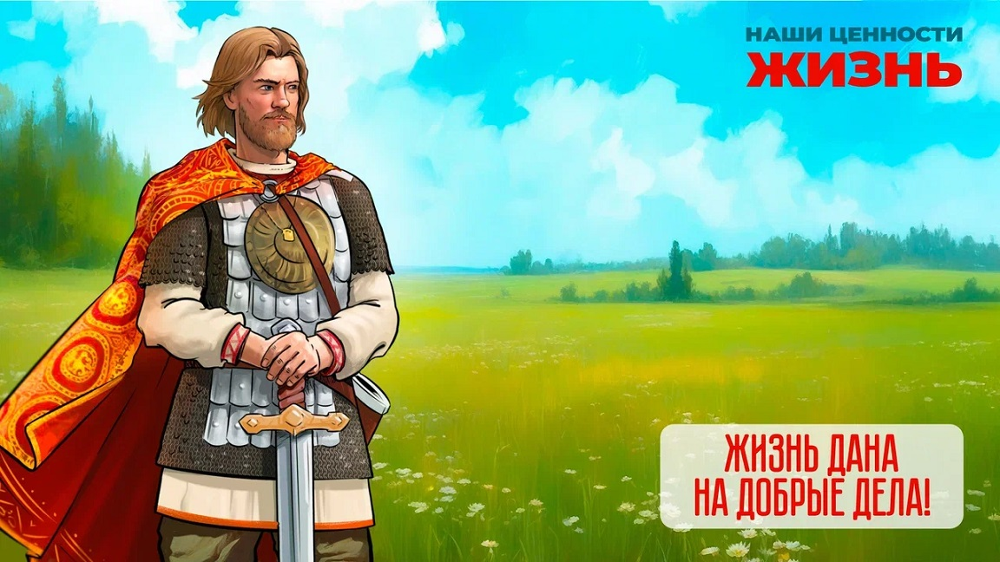 НАШИ ЦЕННОСТИ
ЖИЗНЬ
ЖИЗНЬ ДАНА
НА ДОБРЫЕ ДЕЛА!